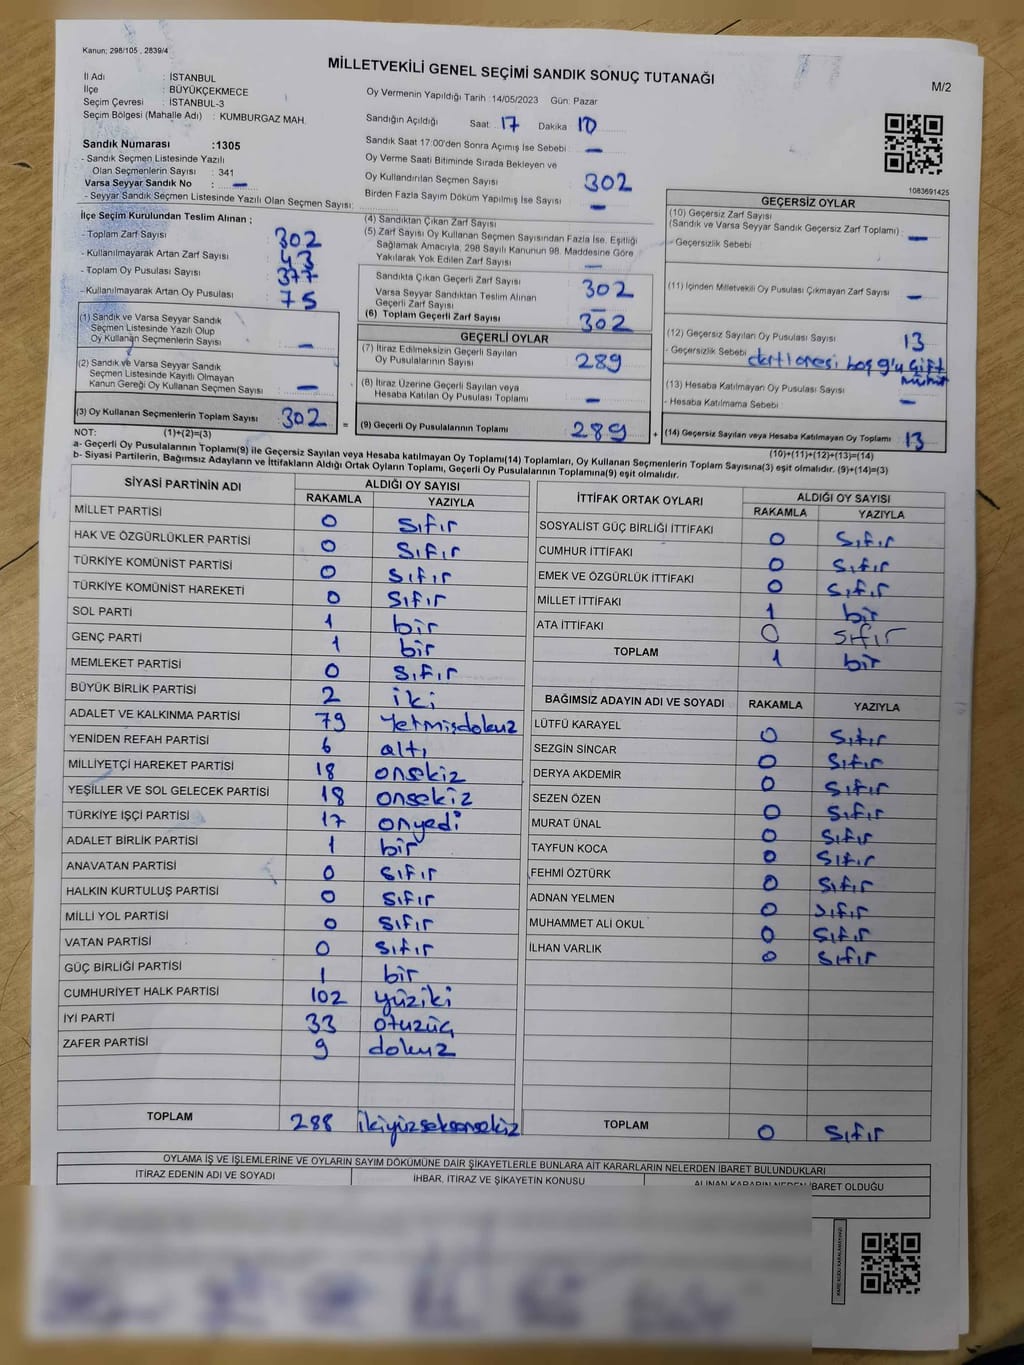 Kanun; 298/105 , 2839/4
MİLLETVEKİLİ GENEL SEÇİMİ SANDIK SONUÇ TUTANAĞI
M/2
İl Adı : İSTANBUL
İlçe : BÜYÜKÇEKMECE
Seçim Çevresi : İSTANBUL-3
Seçim Bölgesi (Mahalle Adı) : KUMBURGAZ MAH.
Oy Vermenin Yapıldığı Tarih :14/05/2023 Gün: Pazar
Sandığın Açıldığı Saat : 17 Dakika 10
Sandık Saat 17:00'den Sonra Açımış İse Sebebi : —
Oy Verme Saati Bitiminde Sırada Bekleyen ve
Oy Kullandırılan Seçmen Sayısı 302
Birden Fazla Sayım Döküm Yapılmış İse Sayısı : —
Sandık Numarası :1305
- Sandık Seçmen Listesinde Yazılı
Olan Seçmenlerin Sayısı : 341
Varsa Seyyar Sandık No : —
- Seyyar Sandık Seçmen Listesinde Yazılı Olan Seçmen Sayısı:
1083691425
İlçe Seçim Kurulundan Teslim Alınan ;
- Toplam Zarf Sayısı 302
- Kullanılmayarak Artan Zarf Sayısı : 43
- Toplam Oy Pusulası Sayısı : 377
- Kullanılmayarak Artan Oy Pusulası : 75
(1) Sandık ve Varsa Seyyar Sandık
Seçmen Listesinde Yazılı Olup
Oy Kullanan Seçmenlerin Sayısı : —
(2) Sandık ve Varsa Seyyar Sandık
Seçmen Listesinde Kayıtlı Olmayan
Kanun Gereği Oy Kullanan Seçmen Sayısı : —
(3) Oy Kullanan Seçmenlerin Toplam Sayısı : 302
(4) Sandıktan Çıkan Zarf Sayısı :
(5) Zarf Sayısı Oy Kullanan Seçmen Sayısından Fazla İse, Eşitliği
Sağlamak Amacıyla, 298 Sayılı Kanunun 98. Maddesine Göre
Yakılarak Yok Edilen Zarf Sayısı : —
Sandıkta Çıkan Geçerli Zarf Sayısı : 302
Varsa Seyyar Sandıktan Teslim Alınan
Geçerli Zarf Sayısı : —
(6) Toplam Geçerli Zarf Sayısı : 302
GEÇERLİ OYLAR
(7) İtiraz Edilmeksizin Geçerli Sayılan
Oy Pusulalarının Sayısı : 289
(8) İtiraz Üzerine Geçerli Sayılan veya
Hesaba Katılan Oy Pusulası Toplamı : —
= (9) Geçerli Oy Pusulalarının Toplamı : 289
GEÇERSİZ OYLAR
(10) Geçersiz Zarf Sayısı
(Sandık ve Varsa Seyyar Sandık Geçersiz Zarf Toplamı) : —
- Geçersizlik Sebebi :
(11) İçinden Milletvekili Oy Pusulası Çıkmayan Zarf Sayısı : —
(12) Geçersiz Sayılan Oy Pusulası Sayısı : 13
- Geçersizlik Sebebi : boş 9'u Çift
(13) Hesaba Katılmayan Oy Pusulası Sayısı : —
- Hesaba Katılmama Sebebi :
+ (14) Geçersiz Sayılan veya Hesaba Katılmayan Oy Toplamı : 13
NOT: (1)+(2)=(3) (10)+(11)+(12)+(13)=(14)
a- Geçerli Oy Pusulalarının Toplamı(9) ile Geçersiz Sayılan veya Hesaba katılmayan Oy Toplamı(14) Toplamları, Oy Kullanan Seçmenlerin Toplam Sayısına(3) eşit olmalıdır. (9)+(14)=(3)
b- Siyasi Partilerin, Bağımsız Adayların ve İttifakların Aldığı Ortak Oyların Toplamı, Geçerli Oy Pusulalarının Toplamına(9) eşit olmalıdır.
SİYASİ PARTİNİN ADI ALDIĞI OY SAYISI
RAKAMLA YAZIYLA
MİLLET PARTİSİ 0 sıfır
HAK VE ÖZGÜRLÜKLER PARTİSİ 0 sıfır
TÜRKİYE KOMÜNİST PARTİSİ 0 sıfır
TÜRKİYE KOMÜNİST HAREKETİ 0 sıfır
SOL PARTİ 1 bir
GENÇ PARTİ 1 bir
MEMLEKET PARTİSİ 0 sıfır
BÜYÜK BİRLİK PARTİSİ 2 iki
ADALET VE KALKINMA PARTİSİ 79 Yetmişdokuz
YENİDEN REFAH PARTİSİ 6 altı
MİLLİYETÇİ HAREKET PARTİSİ 18 onsekiz
YEŞİLLER VE SOL GELECEK PARTİSİ 18 onsekiz
TÜRKİYE İŞÇİ PARTİSİ 17 onyedi
ADALET BİRLİK PARTİSİ 1 bir
ANAVATAN PARTİSİ 0 sıfır
HALKIN KURTULUŞ PARTİSİ 0 sıfır
MİLLİ YOL PARTİSİ 0 sıfır
VATAN PARTİSİ 0 sıfır
GÜÇ BİRLİĞİ PARTİSİ 1 bir
CUMHURİYET HALK PARTİSİ 102 yüziki
İYİ PARTİ 33 otuzüç
ZAFER PARTİSİ 9 dokuz
TOPLAM 288 ikiyüzseksensekiz
İTTİFAK ORTAK OYLARI ALDIĞI OY SAYISI
RAKAMLA YAZIYLA
SOSYALİST GÜÇ BİRLİĞİ İTTİFAKI 0 sıfır
CUMHUR İTTİFAKI 0 sıfır
EMEK VE ÖZGÜRLÜK İTTİFAKI 0 sıfır
MİLLET İTTİFAKI 1 bir
ATA İTTİFAKI 0 sıfır
TOPLAM 1 bir
BAĞIMSIZ ADAYIN ADI VE SOYADI RAKAMLA YAZIYLA
LÜTFÜ KARAYEL 0 sıfır
SEZGİN SİNCAR 0 sıfır
DERYA AKDEMİR 0 sıfır
SEZEN ÖZEN 0 sıfır
MURAT ÜNAL 0 sıfır
TAYFUN KOCA 0 sıfır
FEHMİ ÖZTÜRK 0 sıfır
ADNAN YELMEN 0 sıfır
MUHAMMET ALİ OKUL 0 sıfır
İLHAN VARLIK 0 sıfır
TOPLAM 0 sıfır
OYLAMA İŞ VE İŞLEMLERİNE VE OYLARIN SAYIM DÖKÜMÜNE DAİR ŞİKAYETLERLE BUNLARA AİT KARARLARIN NELERDEN İBARET BULUNDUKLARI
İTİRAZ EDENİN ADI VE SOYADI İHBAR, İTİRAZ VE ŞİKAYETİN KONUSU ALINAN KARARIN NEDEN İBARET OLDUĞU